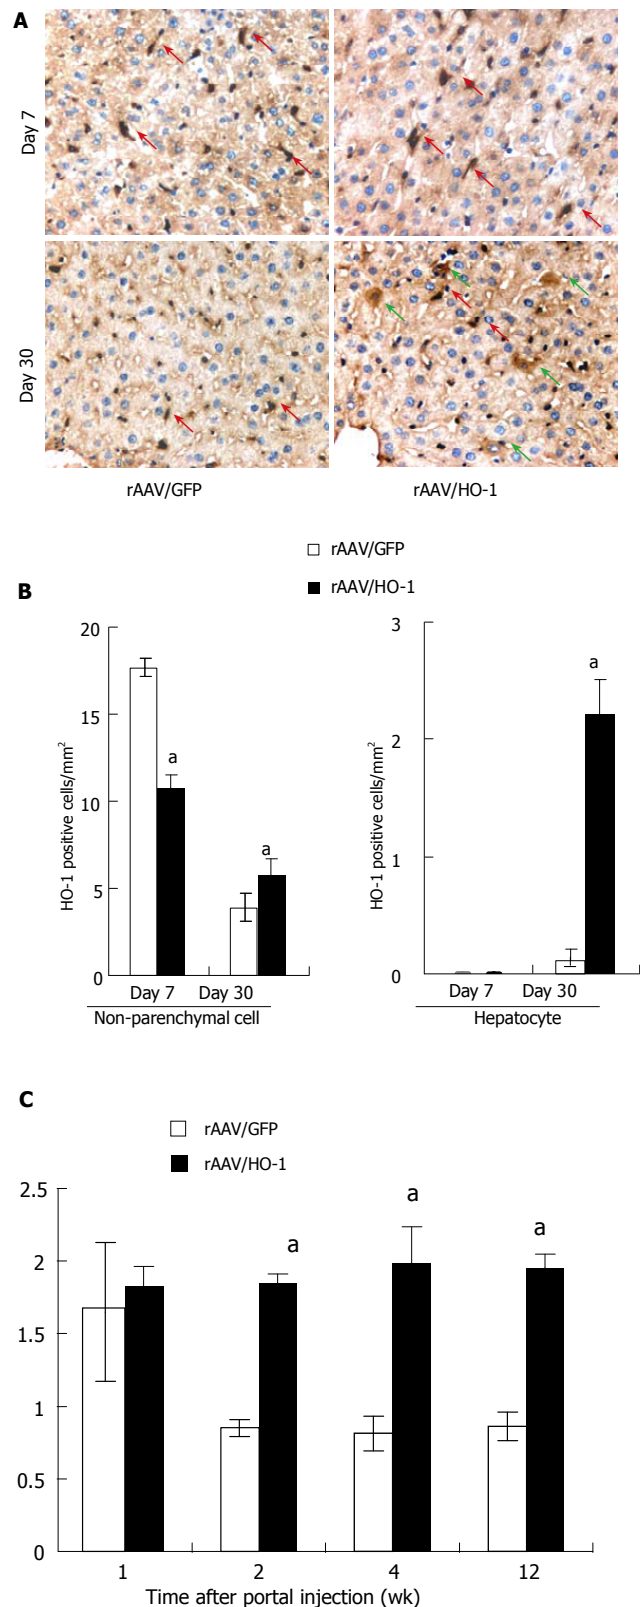 A
Day 7
Day 30
rAAV/GFP rAAV/HO-1
rAAV/GFP
rAAV/HO-1
B
20
15
10
5
0
HO-1 positive cells/mm²
a
a
Day 7 Day 30
Non-parenchymal cell
3
2
1
0
HO-1 positive cells/mm²
a
Day 7 Day 30
Hepatocyte
C
rAAV/GFP
rAAV/HO-1
2.5
2
1.5
1
0.5
0
a
a
a
1 2 4 12
Time after portal injection (wk)